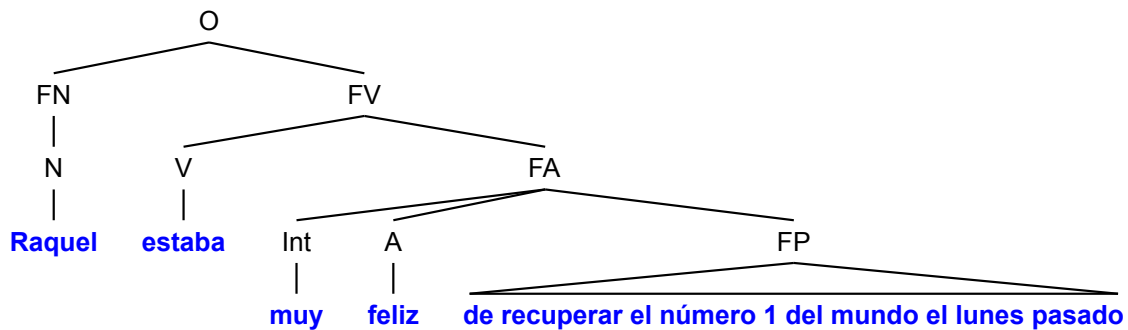 O
FN FV
N V FA
Raquel estaba Int A FP
muy feliz de recuperar el número 1 del mundo el lunes pasado